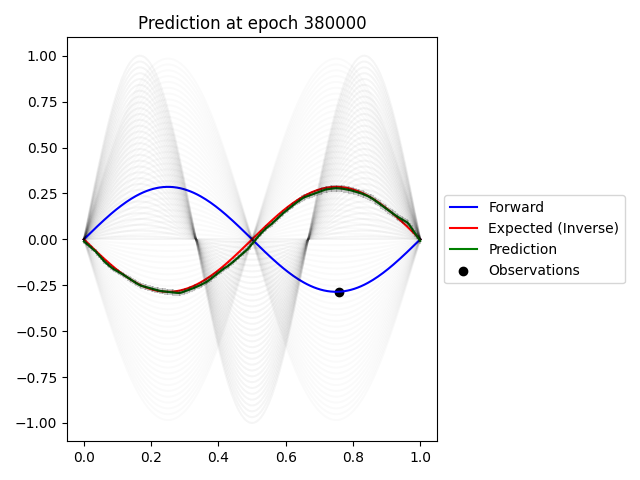 Prediction at epoch 380000
1.00
0.75
0.50
0.25
0.00
−0.25
−0.50
−0.75
−1.00
0.0 0.2 0.4 0.6 0.8 1.0
Forward
Expected (Inverse)
Prediction
Observations